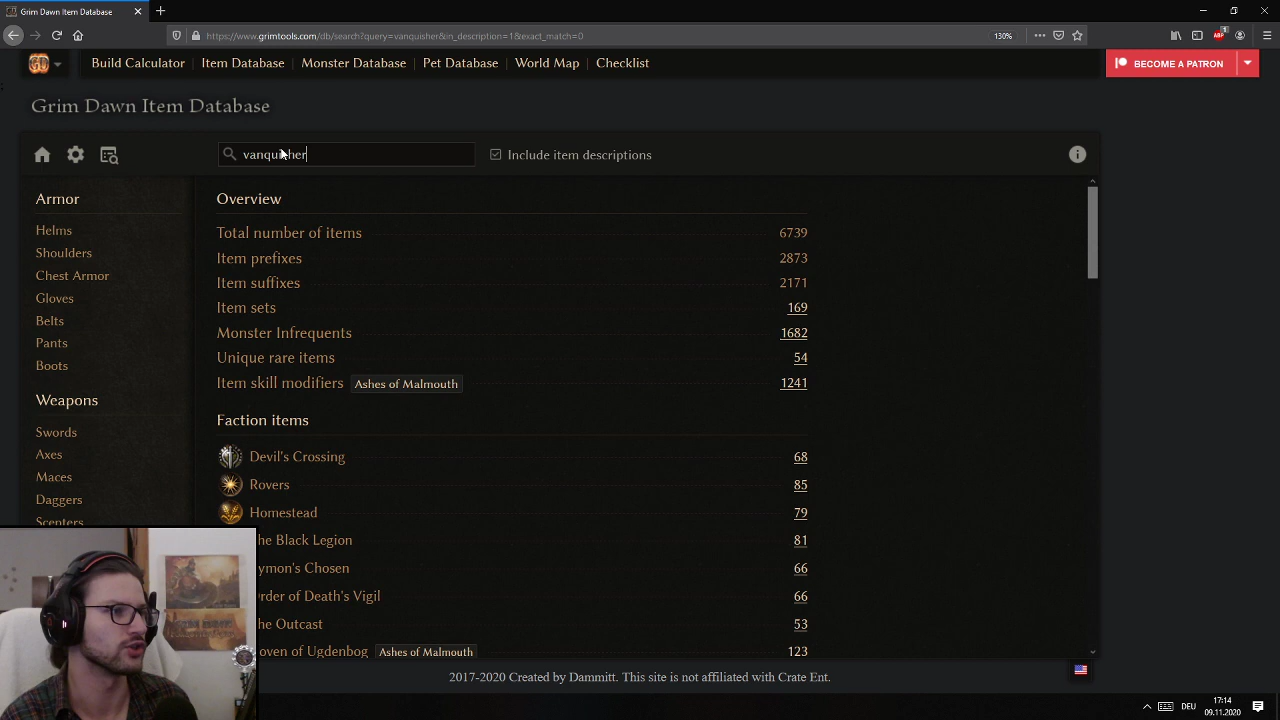 Grim Dawn Item Database
https://www.grimtools.com/db/search?query=vanquisher&in_description=1&exact_match=0
130%
ABP
1
GD
Build Calculator
Item Database
Monster Database
Pet Database
World Map
Checklist
BECOME A PATRON
Grim Dawn Item Database
vanquisher
Include item descriptions
Armor
Helms
Shoulders
Chest Armor
Gloves
Belts
Pants
Boots
Weapons
Swords
Axes
Maces
Daggers
Scepters
Overview
Total number of items 6739
Item prefixes 2873
Item suffixes 2171
Item sets 169
Monster Infrequents 1682
Unique rare items 54
Item skill modifiers Ashes of Malmouth 1241
Faction items
Devil's Crossing 68
Rovers 85
Homestead 79
he Black Legion 81
ymon's Chosen 66
rder of Death's Vigil 66
he Outcast 53
oven of Ugdenbog Ashes of Malmouth 123
2017-2020 Created by Dammitt. This site is not affiliated with Crate Ent.
DEU
17:14
09.11.2020